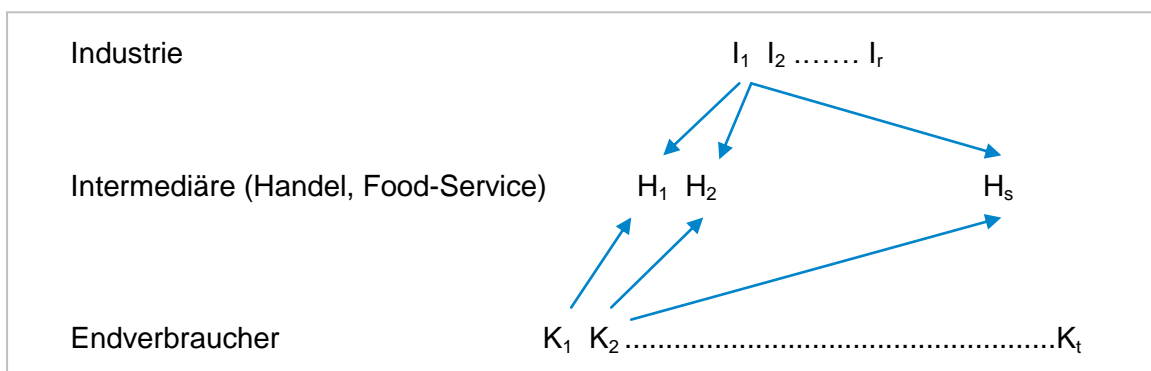 Industrie I₁ I₂ ....... Iᵣ
Intermediäre (Handel, Food-Service) H₁ H₂ Hₛ
Endverbraucher K₁ K₂ .....................................................Kₜ